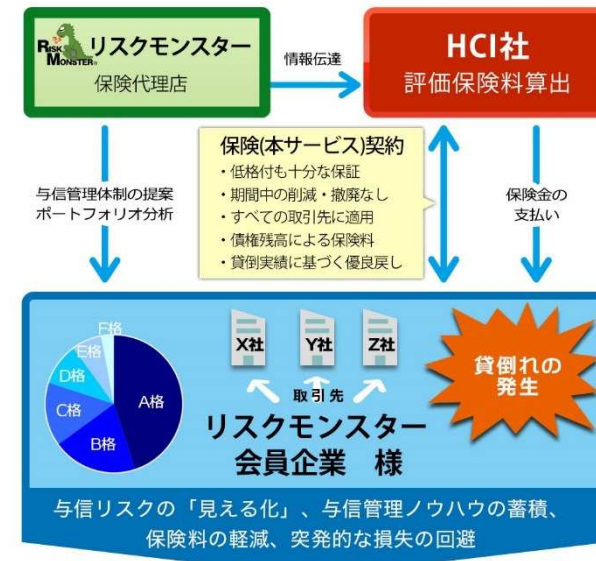 RISK MONSTER®
リスクモンスター
保険代理店
情報伝達
HCI社
評価保険料算出
与信管理体制の提案
ポートフォリオ分析
保険(本サービス)契約
・低格付も十分な保証
・期間中の削減・撤廃なし
・すべての取引先に適用
・債権残高による保険料
・貸倒実績に基づく優良戻し
保険金の
支払い
F格
E格
D格
C格
B格
A格
X社
Y社
Z社
取引先
リスクモンスター
会員企業 様
貸倒れの
発生
与信リスクの「見える化」、与信管理ノウハウの蓄積、
保険料の軽減、突発的な損失の回避